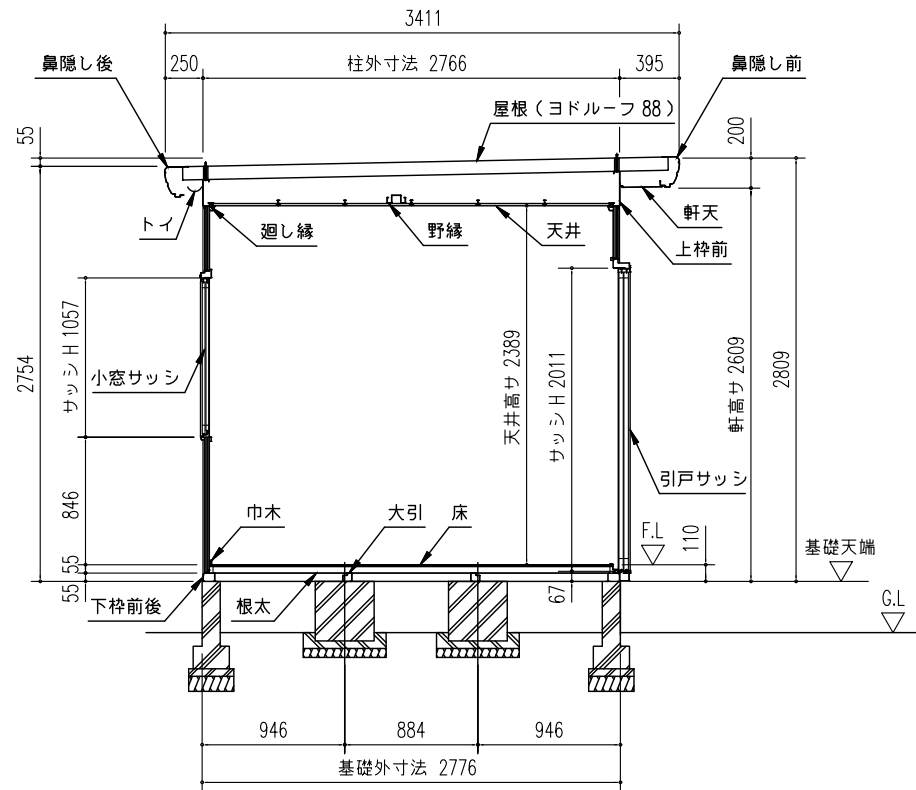 3411
250
柱外寸法 2766
395
鼻隠し後
鼻隠し前
屋根(ヨドルーフ 88)
55
200
トイ
廻し縁
野縁
天井
軒天
上枠前
2754
サッシ H 1057
小窓サッシ
天井高サ 2389
サッシ H 2011
軒高サ 2609
2809
引戸サッシ
846
巾木
大引
床
F.L
110
基礎天端
55
55
67
G.L
下枠前後
根太
946
884
946
基礎外寸法 2776